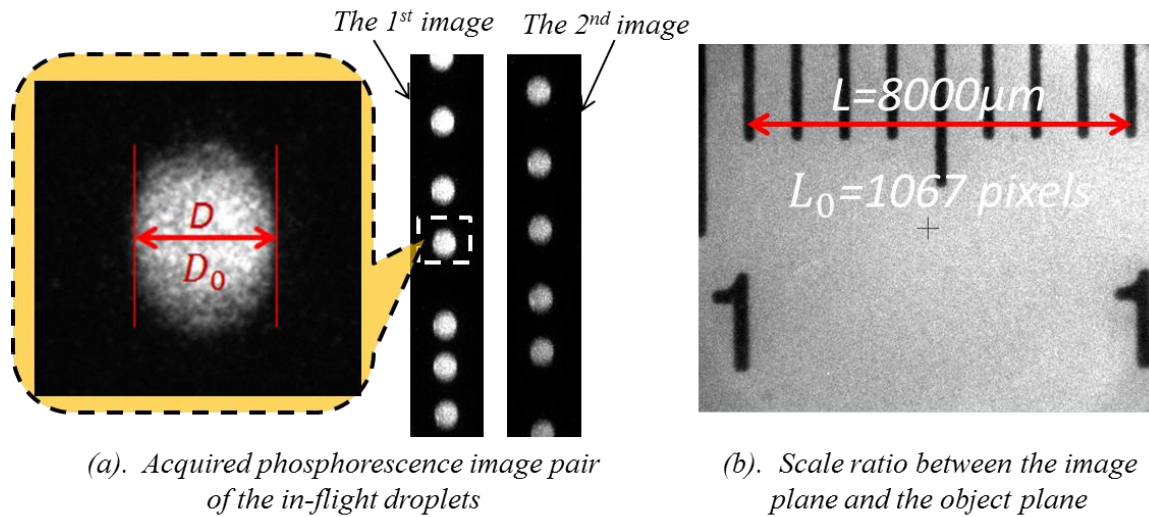 The 1st image
The 2nd image
D
D₀
L=8000μm
L₀=1067 pixels
1
1
(a). Acquired phosphorescence image pair
of the in-flight droplets
(b). Scale ratio between the image
plane and the object plane